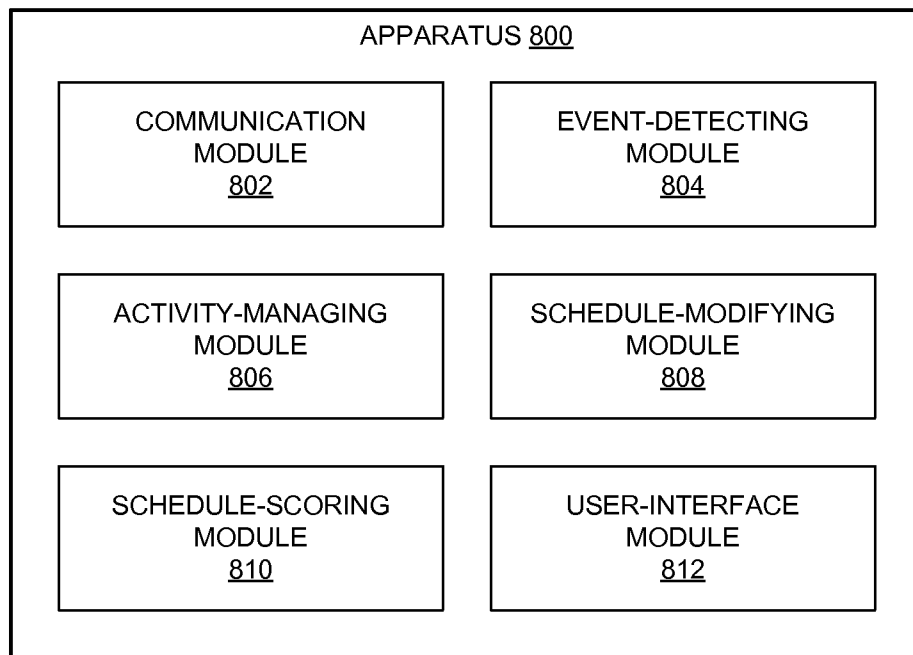 APPARATUS 800
COMMUNICATION
MODULE
802
EVENT-DETECTING
MODULE
804
ACTIVITY-MANAGING
MODULE
806
SCHEDULE-MODIFYING
MODULE
808
SCHEDULE-SCORING
MODULE
810
USER-INTERFACE
MODULE
812